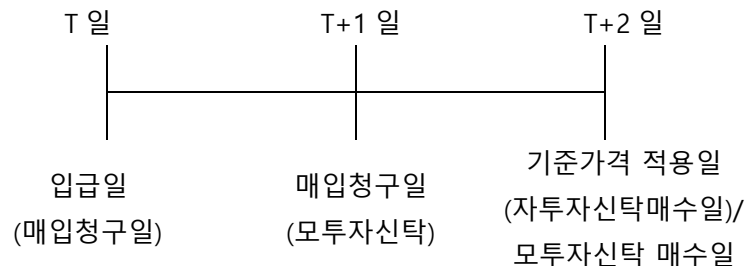 T 일
T+1 일
T+2 일
입급일
(매입청구일)
매입청구일
(모투자신탁)
기준가격 적용일
(자투자신탁매수일)/
모투자신탁 매수일